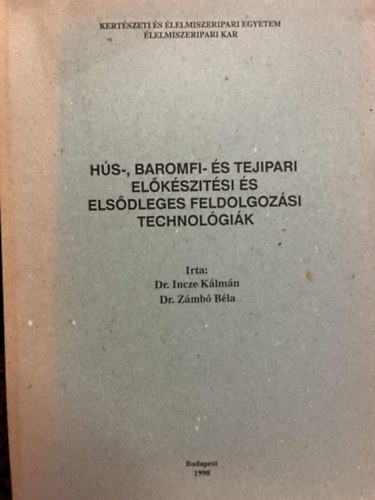 KERTÉSZETI ÉS ÉLELMISZERIPARI EGYETEM
ÉLELMISZERIPARI KAR
HÚS-, BAROMFI- ÉS TEJIPARI
ELŐKÉSZITÉSI ÉS
ELSŐDLEGES FELDOLGOZÁSI
TECHNOLÓGIÁK
Irta:
Dr. Incze Kálmán
Dr. Zámbó Béla
Budapest
1990